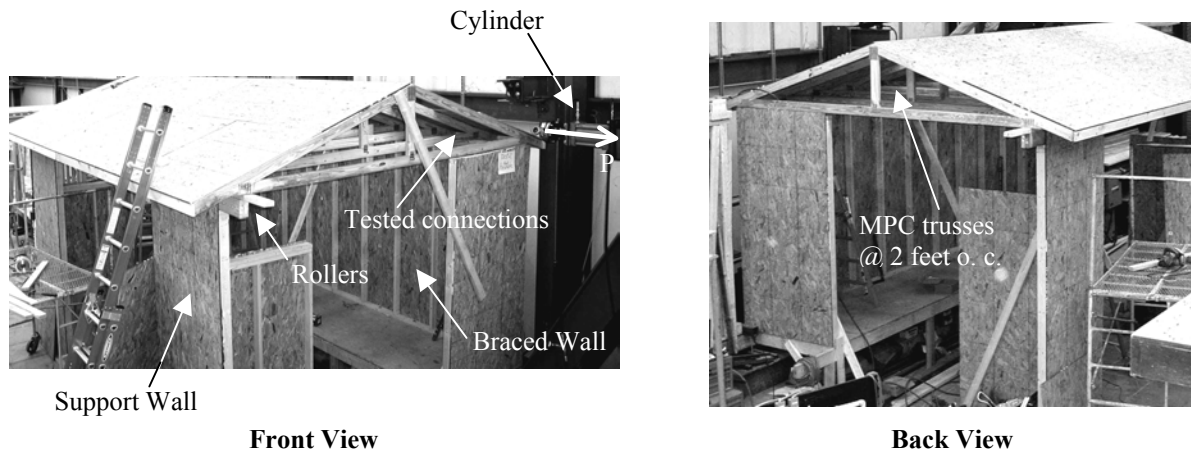 Cylinder
P
Tested connections
Rollers
Braced Wall
Support Wall
Front View
MPC trusses
@ 2 feet o. c.
Back View